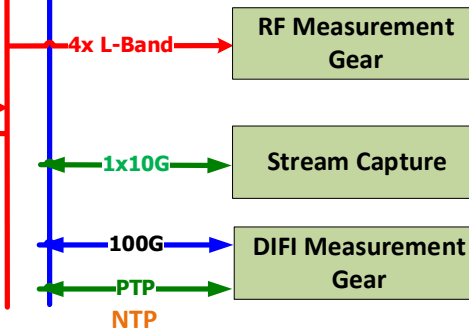 RF Measurement
Gear
4x L-Band
1x10G
Stream Capture
100G
DIFI Measurement
Gear
PTP
NTP